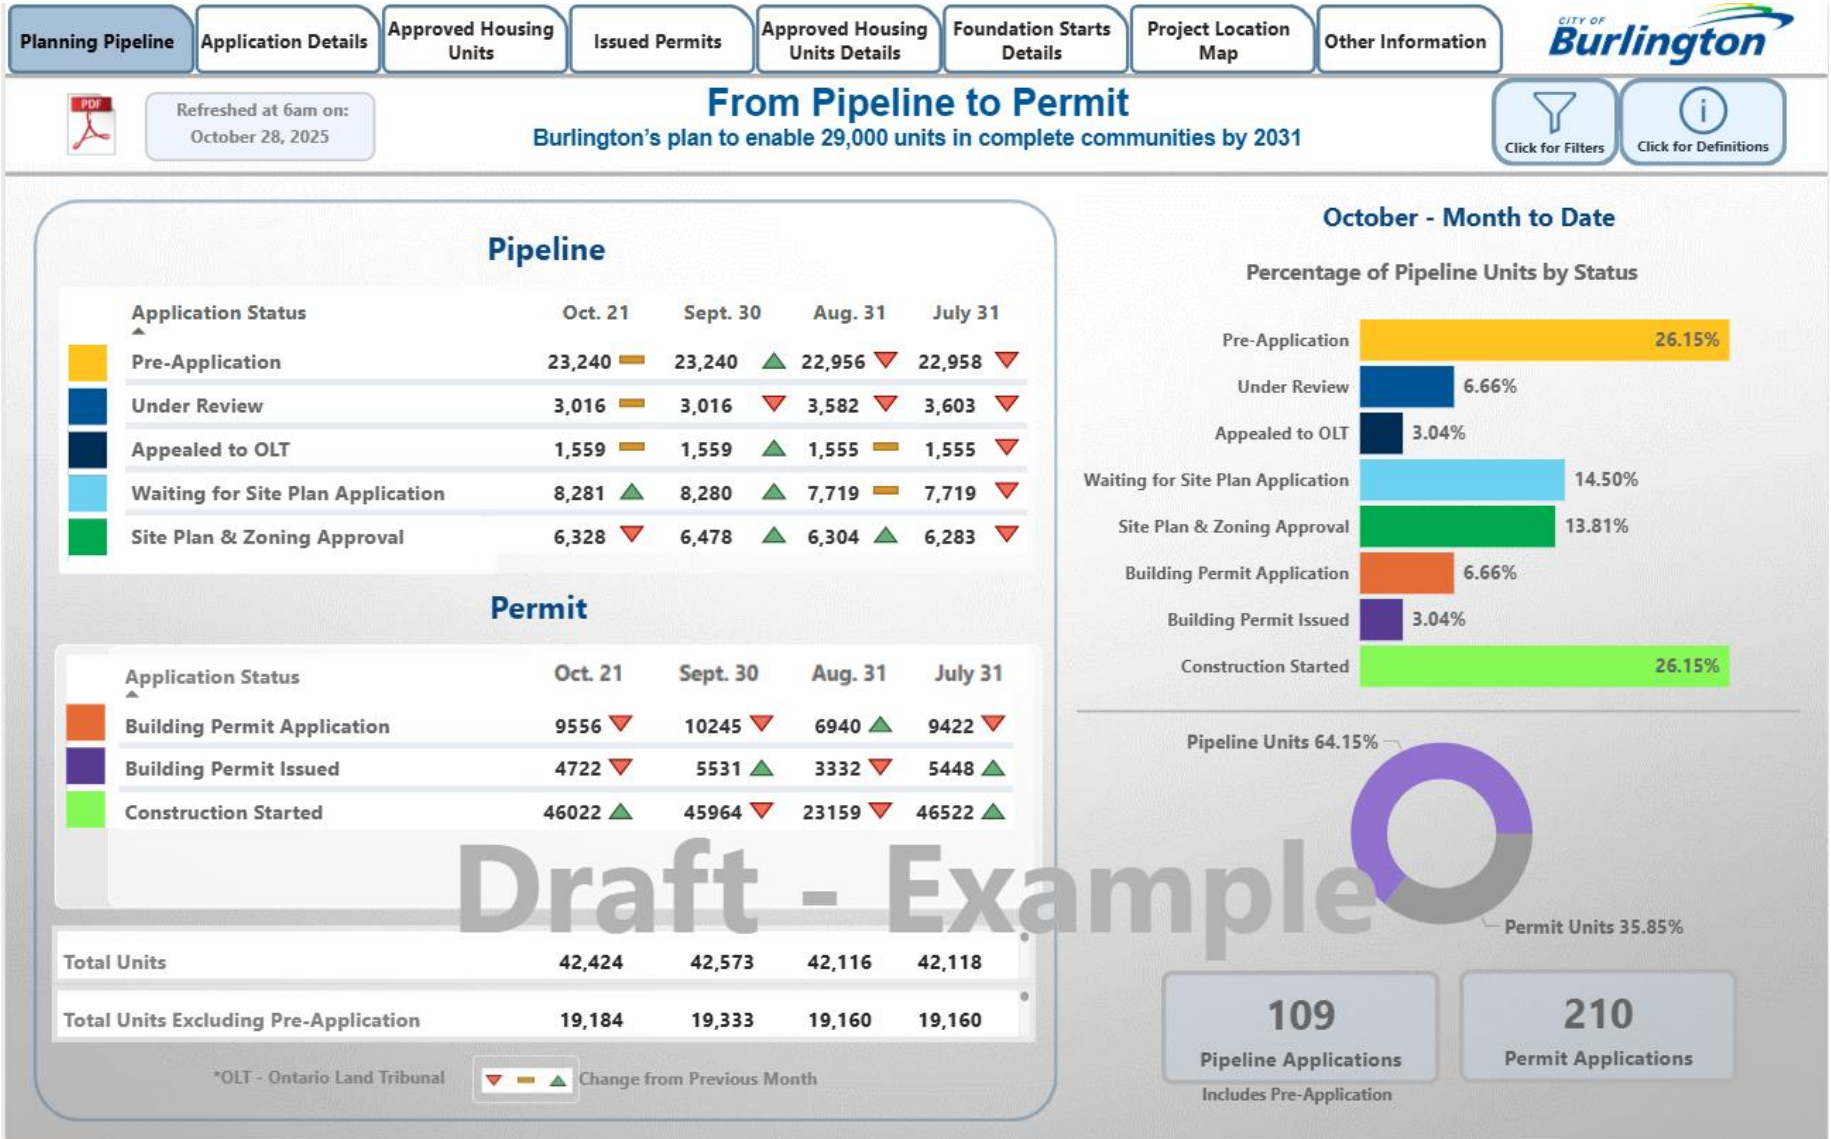 Planning Pipeline
Application Details
Approved Housing
Units
Issued Permits
Approved Housing
Units Details
Foundation Starts
Details
Project Location
Map
Other Information
CITY OF
Burlington
PDF
Refreshed at 6am on:
October 28, 2025
From Pipeline to Permit
Burlington's plan to enable 29,000 units in complete communities by 2031
Click for Filters
i
Click for Definitions
Pipeline
Application Status Oct. 21 Sept. 30 Aug. 31 July 31
Pre-Application 23,240 23,240 22,956 22,958
Under Review 3,016 3,016 3,582 3,603
Appealed to OLT 1,559 1,559 1,555 1,555
Waiting for Site Plan Application 8,281 8,280 7,719 7,719
Site Plan & Zoning Approval 6,328 6,478 6,304 6,283
Permit
Application Status Oct. 21 Sept. 30 Aug. 31 July 31
Building Permit Application 9556 10245 6940 9422
Building Permit Issued 4722 5531 3332 5448
Construction Started 46022 45964 23159 46522
Draft - Example
Total Units 42,424 42,573 42,116 42,118
Total Units Excluding Pre-Application 19,184 19,333 19,160 19,160
*OLT - Ontario Land Tribunal
Change from Previous Month
October - Month to Date
Percentage of Pipeline Units by Status
Pre-Application 26.15%
Under Review 6.66%
Appealed to OLT 3.04%
Waiting for Site Plan Application 14.50%
Site Plan & Zoning Approval 13.81%
Building Permit Application 6.66%
Building Permit Issued 3.04%
Construction Started 26.15%
Pipeline Units 64.15%
Permit Units 35.85%
109
Pipeline Applications
Includes Pre-Application
210
Permit Applications